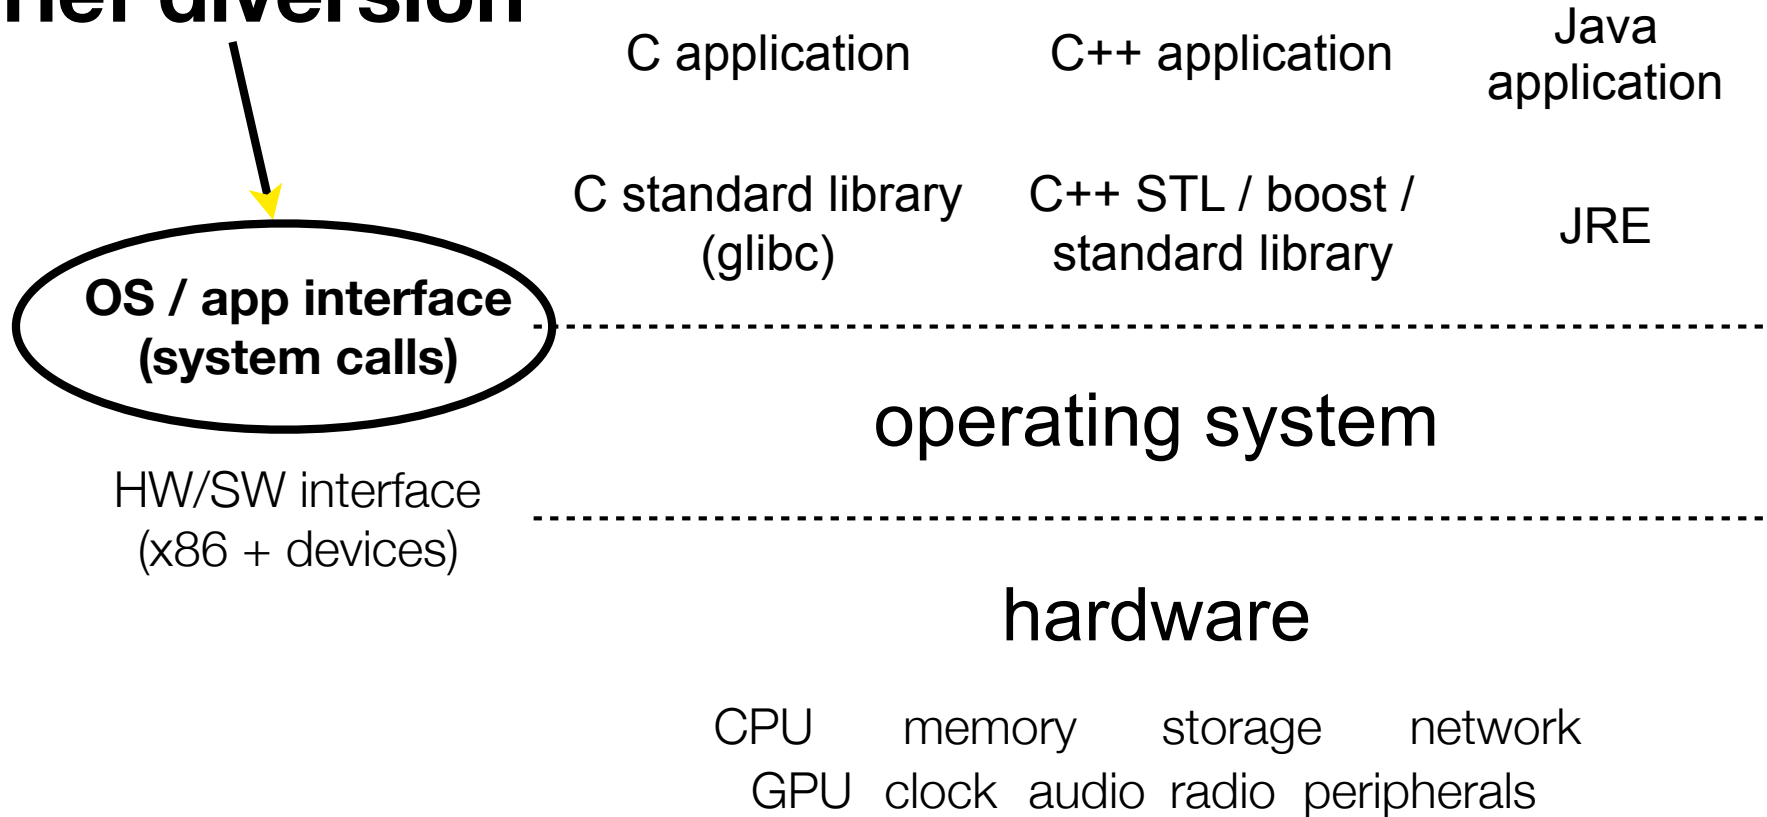 diversion
C application
C++ application
Java
application
C standard library
(glibc)
C++ STL / boost /
standard library
JRE
OS / app interface
(system calls)
operating system
HW/SW interface
(x86 + devices)
hardware
CPU memory storage network
GPU clock audio radio peripherals